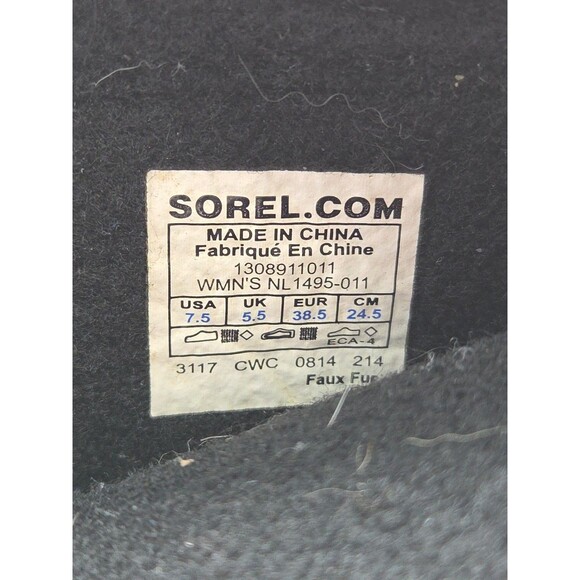 SOREL.COM
MADE IN CHINA
Fabriqué En Chine
1308911011
WMN'S NL1495-011
USA UK EUR CM
7.5 5.5 38.5 24.5
ECA-4
3117 CWC 0814 214
Faux Fur